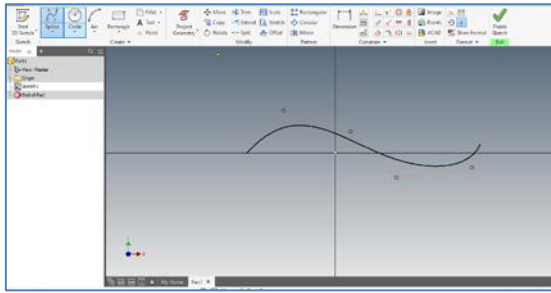 Start
2D Sketch
Spline
Circle
Arc
Rectangle
Fillet
Text
Point
Project
Geometry
Move
Trim
Scale
Copy
Extend
Stretch
Rotate
Split
Offset
Rectangular
Circular
Mirror
Dimension
Image
Points
ACAD
Show Format
Finish
Sketch
Sketch
Create
Modify
Pattern
Constrain
Insert
Format
Exit
Part1
View: Master
Origin
Sketch1
End of Part
My Home
Part1